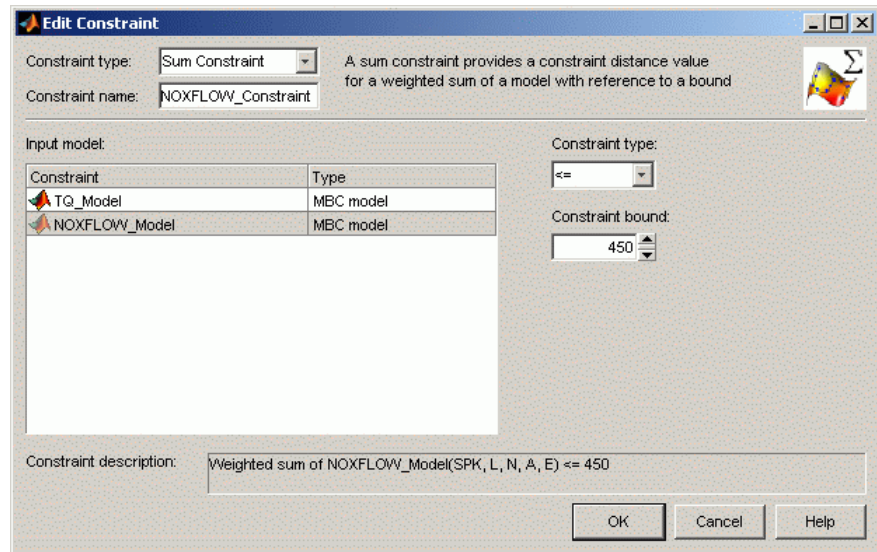 Edit Constraint
Constraint type: Sum Constraint
A sum constraint provides a constraint distance value
for a weighted sum of a model with reference to a bound
Constraint name: NOXFLOW_Constraint
Σ
Input model:
Constraint Type
TQ_Model MBC model
NOXFLOW_Model MBC model
Constraint type:
<=
Constraint bound:
450
Constraint description: Weighted sum of NOXFLOW_Model(SPK, L, N, A, E) <= 450
OK Cancel Help